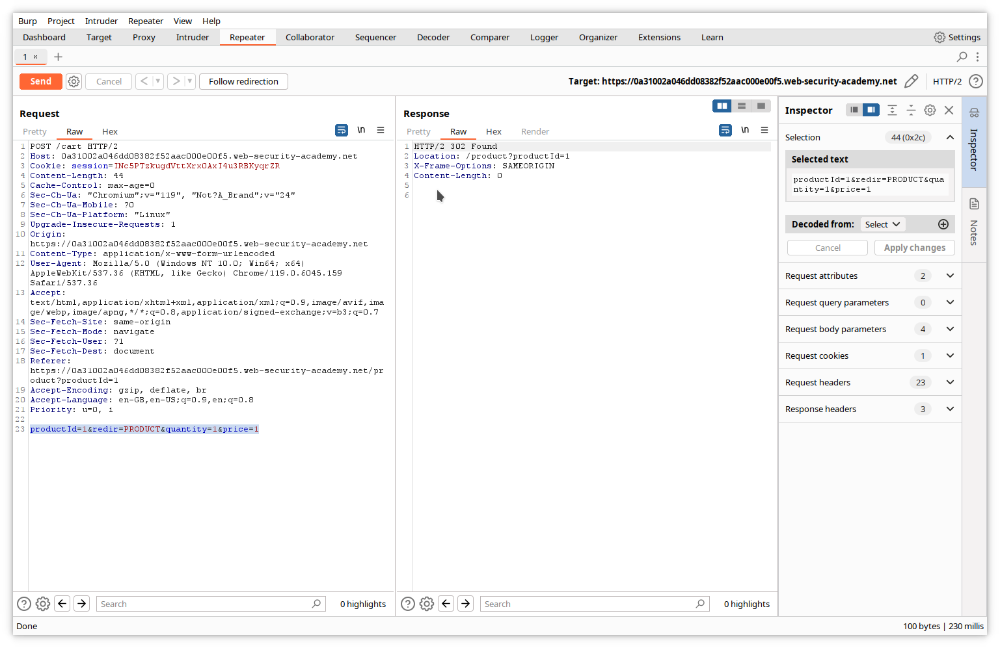 Burp Project Intruder Repeater View Help
Dashboard Target Proxy Intruder Repeater Collaborator Sequencer Decoder Comparer Logger Organizer Extensions Learn Settings
1 × +
Send Cancel < > Follow redirection Target: https://0a31002a046dd08382f52aac000e00f5.web-security-academy.net HTTP/2 ?
Request
Pretty Raw Hex \n
1 POST /cart HTTP/2
2 Host: 0a31002a046dd08382f52aac000e00f5.web-security-academy.net
3 Cookie: session=INc5PTzkugdVttXrx0AxI4u3RBKyqrZR
4 Content-Length: 44
5 Cache-Control: max-age=0
6 Sec-Ch-Ua: "Chromium";v="119", "Not?A_Brand";v="24"
7 Sec-Ch-Ua-Mobile: ?0
8 Sec-Ch-Ua-Platform: "Linux"
9 Upgrade-Insecure-Requests: 1
10 Origin:
https://0a31002a046dd08382f52aac000e00f5.web-security-academy.net
11 Content-Type: application/x-www-form-urlencoded
12 User-Agent: Mozilla/5.0 (Windows NT 10.0; Win64; x64)
AppleWebKit/537.36 (KHTML, like Gecko) Chrome/119.0.6045.159
Safari/537.36
13 Accept:
text/html,application/xhtml+xml,application/xml;q=0.9,image/avif,ima
ge/webp,image/apng,*/*;q=0.8,application/signed-exchange;v=b3;q=0.7
14 Sec-Fetch-Site: same-origin
15 Sec-Fetch-Mode: navigate
16 Sec-Fetch-User: ?1
17 Sec-Fetch-Dest: document
18 Referer:
https://0a31002a046dd08382f52aac000e00f5.web-security-academy.net/pr
oduct?productId=1
19 Accept-Encoding: gzip, deflate, br
20 Accept-Language: en-GB,en-US;q=0.9,en;q=0.8
21 Priority: u=0, i
22
23 productId=1&redir=PRODUCT&quantity=1&price=1
? Search 0 highlights
Response
Pretty Raw Hex Render \n
1 HTTP/2 302 Found
2 Location: /product?productId=1
3 X-Frame-Options: SAMEORIGIN
4 Content-Length: 0
5
6
? Search 0 highlights
Inspector
Selection 44 (0x2c)
Selected text
productId=1&redir=PRODUCT&qua
ntity=1&price=1
Decoded from: Select
Cancel Apply changes
Request attributes 2
Request query parameters 0
Request body parameters 4
Request cookies 1
Request headers 23
Response headers 3
Inspector
Notes
Done 100 bytes | 230 millis